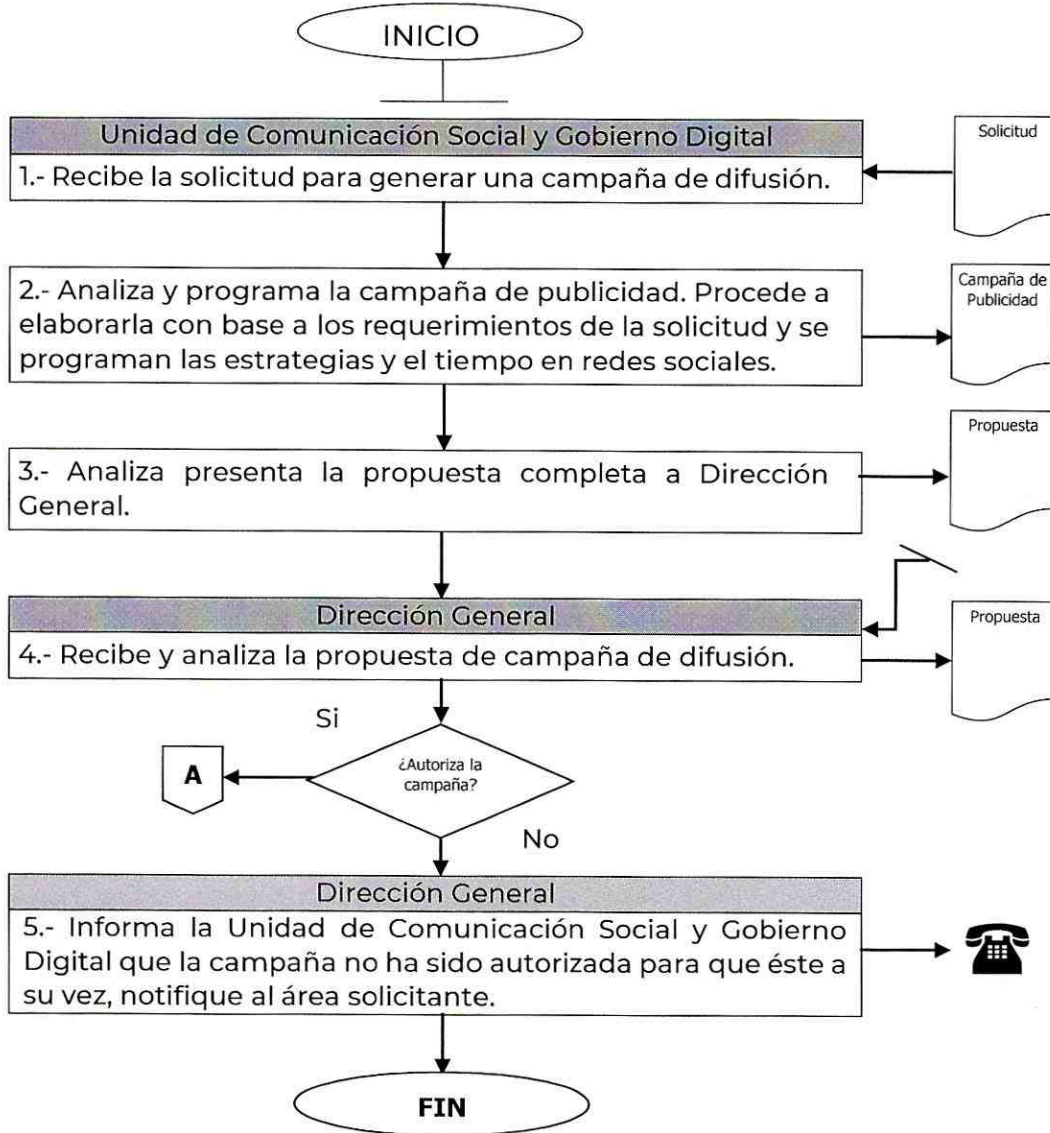 INICIO
Unidad de Comunicación Social y Gobierno Digital
1.- Recibe la solicitud para generar una campaña de difusión.
Solicitud
2.- Analiza y programa la campaña de publicidad. Procede a
elaborarla con base a los requerimientos de la solicitud y se
programan las estrategias y el tiempo en redes sociales.
Campaña de
Publicidad
3.- Analiza presenta la propuesta completa a Dirección
General.
Propuesta
Dirección General
4.- Recibe y analiza la propuesta de campaña de difusión.
Propuesta
Si
A
¿Autoriza la
campaña?
No
Dirección General
5.- Informa la Unidad de Comunicación Social y Gobierno
Digital que la campaña no ha sido autorizada para que éste a
su vez, notifique al área solicitante.
FIN